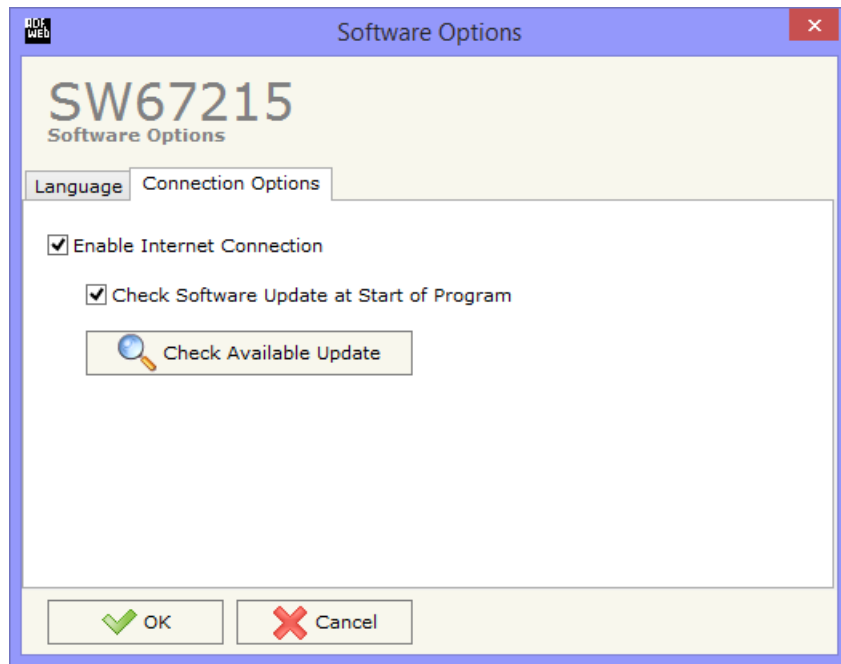 ADF
WEB
Software Options
SW67215
Software Options
Language
Connection Options
Enable Internet Connection
Check Software Update at Start of Program
Check Available Update
OK
Cancel